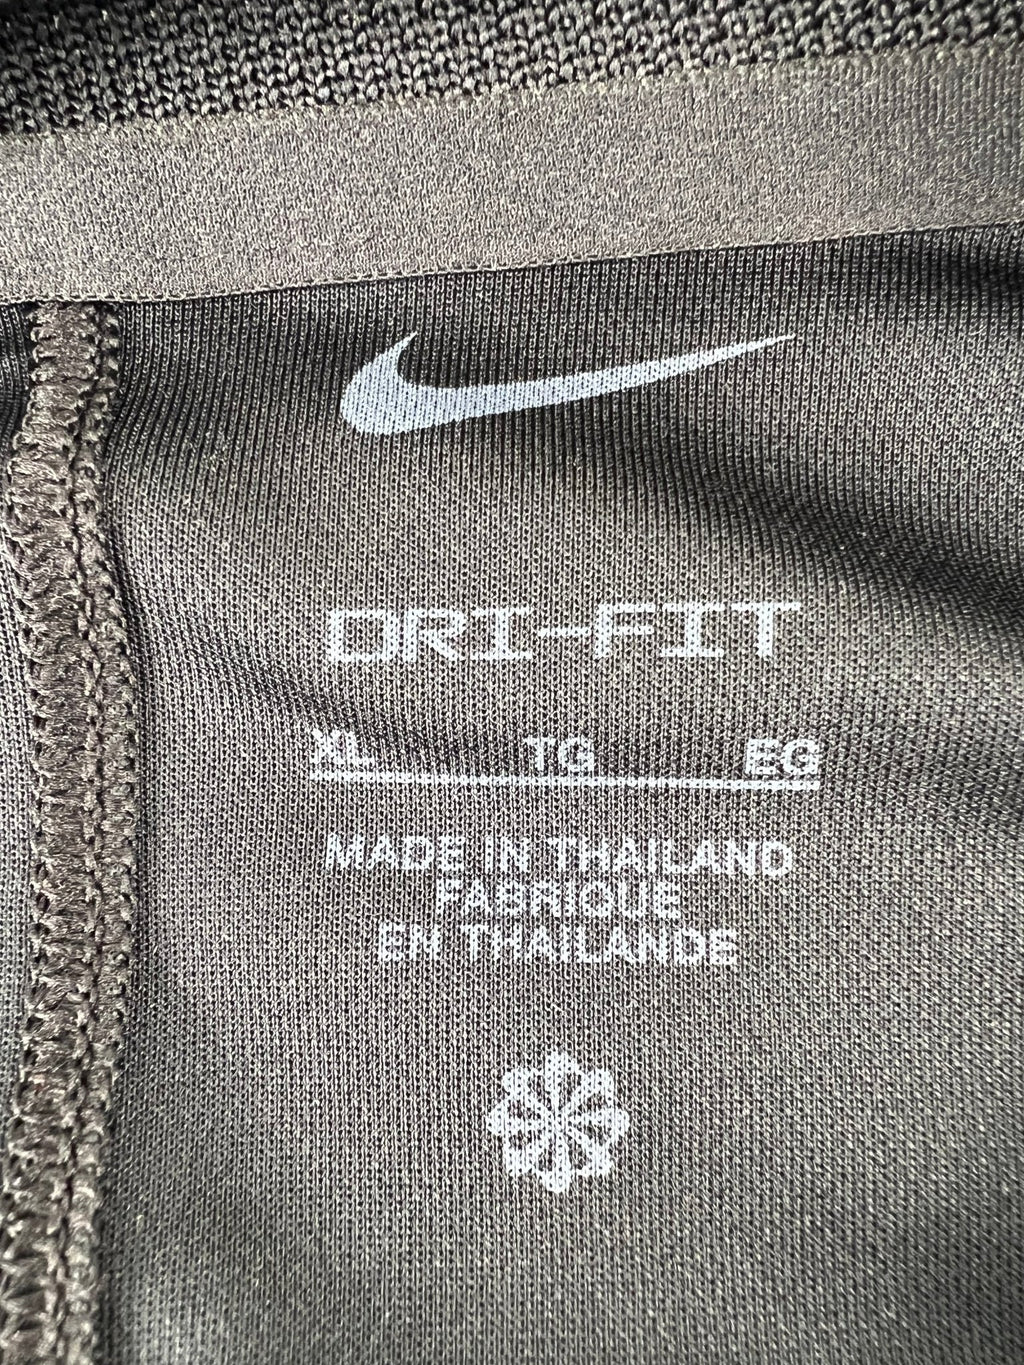 DRI-FIT
XL TG EG
MADE IN THAILAND
FABRIQUE
EN THAILANDE